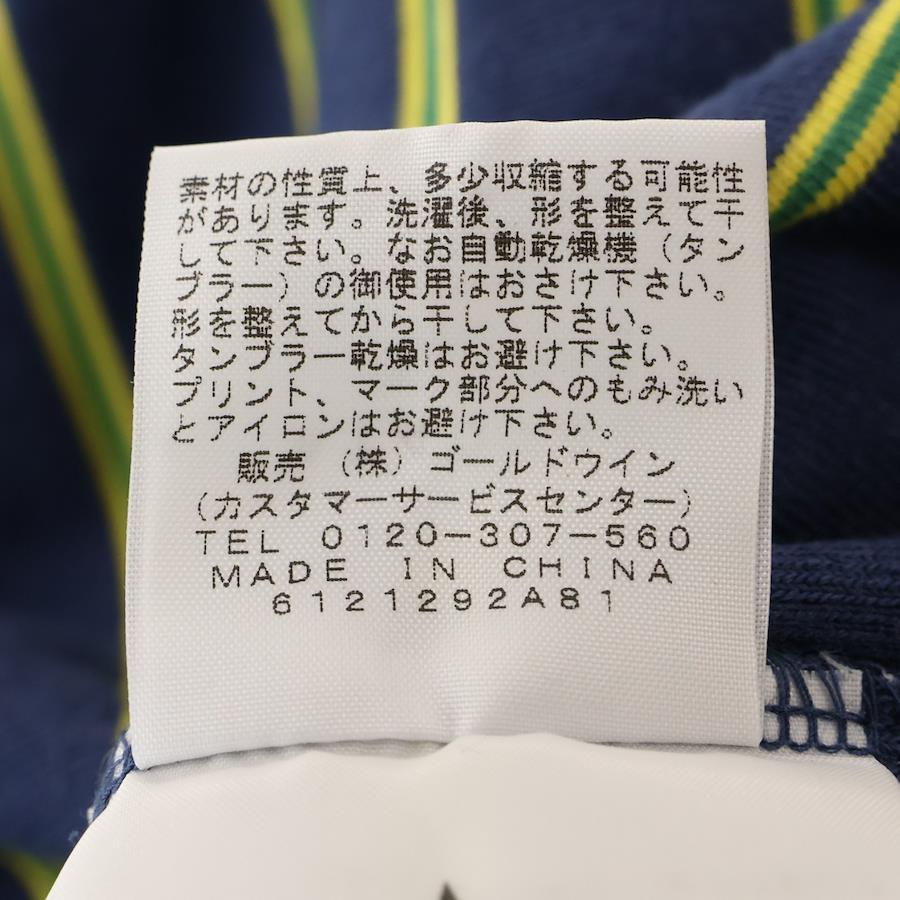 素材の性質上、多少収縮する可能性
があります。洗濯後、形を整えて干
して下さい。なお自動乾燥機（タン
ブラー）の御使用はおさけ下さい。
形を整えてから干して下さい。
タンブラー乾燥はお避け下さい。
プリント、マーク部分へのもみ洗い
とアイロンはお避け下さい。
販売　（株）ゴールドウイン
（カスタマーサービスセンター）
TEL 0120-307-560
MADE IN CHINA
6121292A81